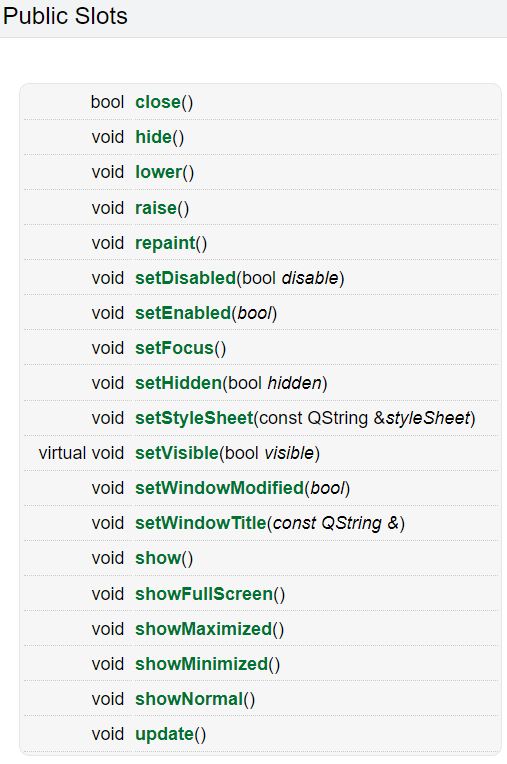 Public Slots
bool close()
void hide()
void lower()
void raise()
void repaint()
void setDisabled(bool disable)
void setEnabled(bool)
void setFocus()
void setHidden(bool hidden)
void setStyleSheet(const QString &styleSheet)
virtual void setVisible(bool visible)
void setWindowModified(bool)
void setWindowTitle(const QString &)
void show()
void showFullScreen()
void showMaximized()
void showMinimized()
void showNormal()
void update()